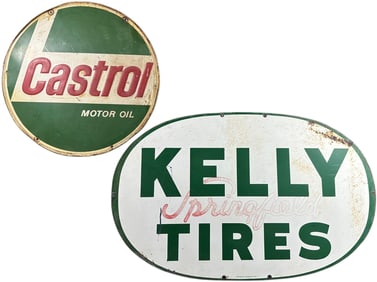 Castrol
MOTOR OIL
KELLY
Springfield
TIRES